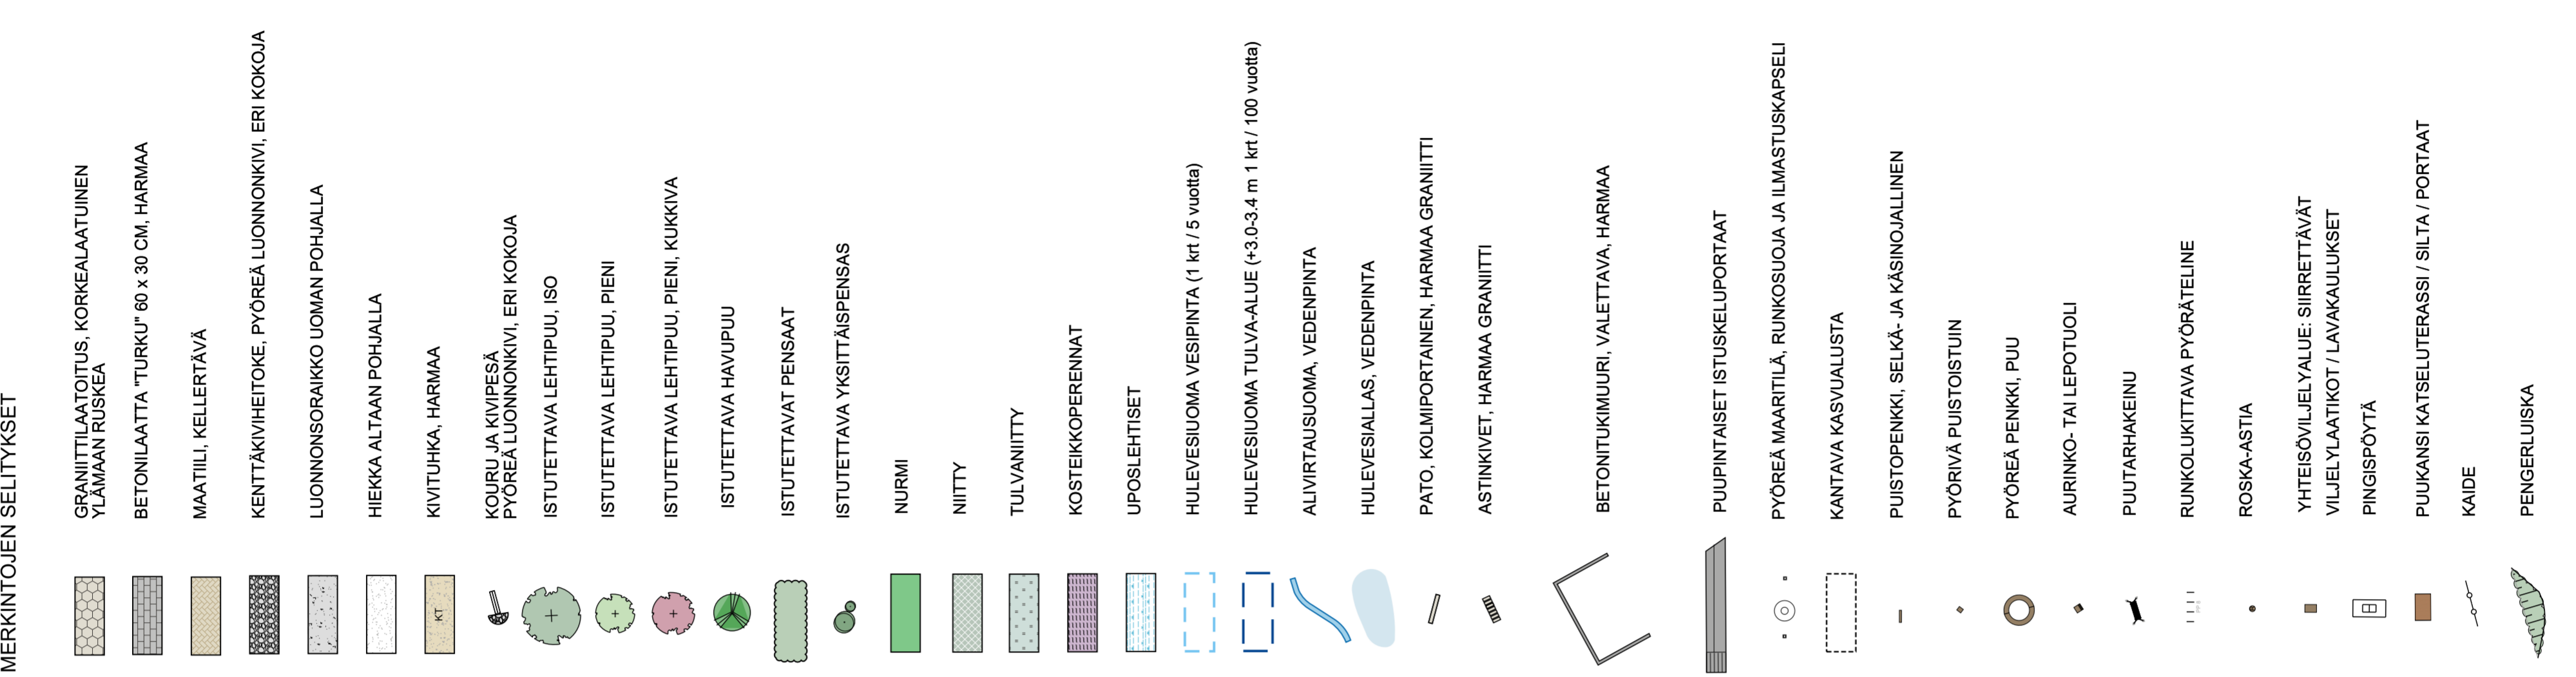 MERKINTÖJEN SELITYKSET
GRANIITTILAATOITUS, KORKEALAATUINEN
YLÄMAAN RUSKEA
BETONILAATTA "TURKU" 60 x 30 CM, HARMAA
MAATIILI, KELLERTÄVÄ
KENTTÄKIVIHEITOKE, PYÖREÄ LUONNONKIVI, ERI KOKOJA
LUONNONSORAIKKO UOMAN POHJALLA
HIEKKA ALTAAN POHJALLA
KT
KIVITUHKA, HARMAA
KOURU JA KIVIPESÄ
PYÖREÄ LUONNONKIVI, ERI KOKOJA
ISTUTETTAVA LEHTIPUU, ISO
ISTUTETTAVA LEHTIPUU, PIENI
ISTUTETTAVA LEHTIPUU, PIENI, KUKKIVA
ISTUTETTAVA HAVUPUU
ISTUTETTAVAT PENSAAT
ISTUTETTAVA YKSITTÄISPENSAS
NURMI
NIITTY
TULVANIITTY
KOSTEIKKOPERENNAT
UPOSLEHTISET
HULEVESIUOMA VESIPINTA (1 krt / 5 vuotta)
HULEVESIUOMA TULVA-ALUE (+3.0-3.4 m 1 krt / 100 vuotta)
ALIVIRTAUSUOMA, VEDENPINTA
HULEVESIALLAS, VEDENPINTA
PATO, KOLMIPORTAINEN, HARMAA GRANIITTI
ASTINKIVET, HARMAA GRANIITTI
BETONITUKIMUURI, VALETTAVA, HARMAA
PUUPINTAISET ISTUSKELUPORTAAT
PYÖREÄ MAARITILÄ, RUNKOSUOJA JA ILMASTUSKAPSELI
KANTAVA KASVUALUSTA
PUISTOPENKKI, SELKÄ- JA KÄSINOJALLINEN
PYÖRIVÄ PUISTOISTUIN
PYÖREÄ PENKKI, PUU
AURINKO- TAI LEPOTUOLI
PUUTARHAKEINU
RUNKOLUKITTAVA PYÖRÄTELINE
ROSKA-ASTIA
YHTEISÖVILJELYALUE: SIIRRETTÄVÄT
VILJELYLAATIKOT / LAVAKAULUKSET
PINGISPÖYTÄ
PUUKANSI KATSELUTERASSI / SILTA / PORTAAT
KAIDE
PENGERLUISKA